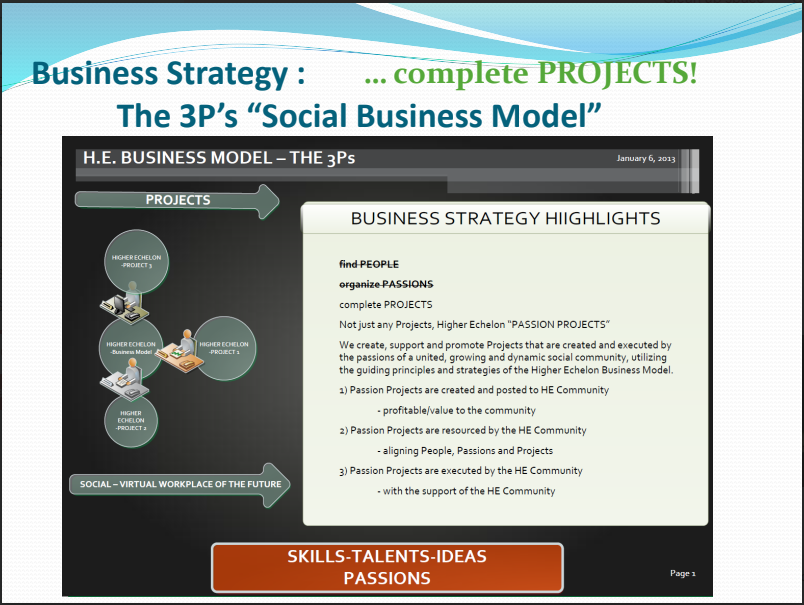 Business Strategy :
... complete PROJECTS!
The 3P's “Social Business Model”
H.E. BUSINESS MODEL – THE 3Ps
January 6, 2013
PROJECTS
BUSINESS STRATEGY HIIGHLIGHTS
HIGHER ECHELON
-PROJECT 3
HIGHER ECHELON
-Business Model
HIGHER ECHELON
-PROJECT 1
HIGHER
ECHELON
-PROJECT 2
find PEOPLE
organize PASSIONS
complete PROJECTS
Not just any Projects, Higher Echelon “PASSION PROJECTS”
We create, support and promote Projects that are created and executed by
the passions of a united, growing and dynamic social community, utilizing
the guiding principles and strategies of the Higher Echelon Business Model.
1) Passion Projects are created and posted to HE Community
- profitable/value to the community
2) Passion Projects are resourced by the HE Community
- aligning People, Passions and Projects
3) Passion Projects are executed by the HE Community
- with the support of the HE Community
SOCIAL – VIRTUAL WORKPLACE OF THE FUTURE
SKILLS-TALENTS-IDEAS
PASSIONS
Page 1